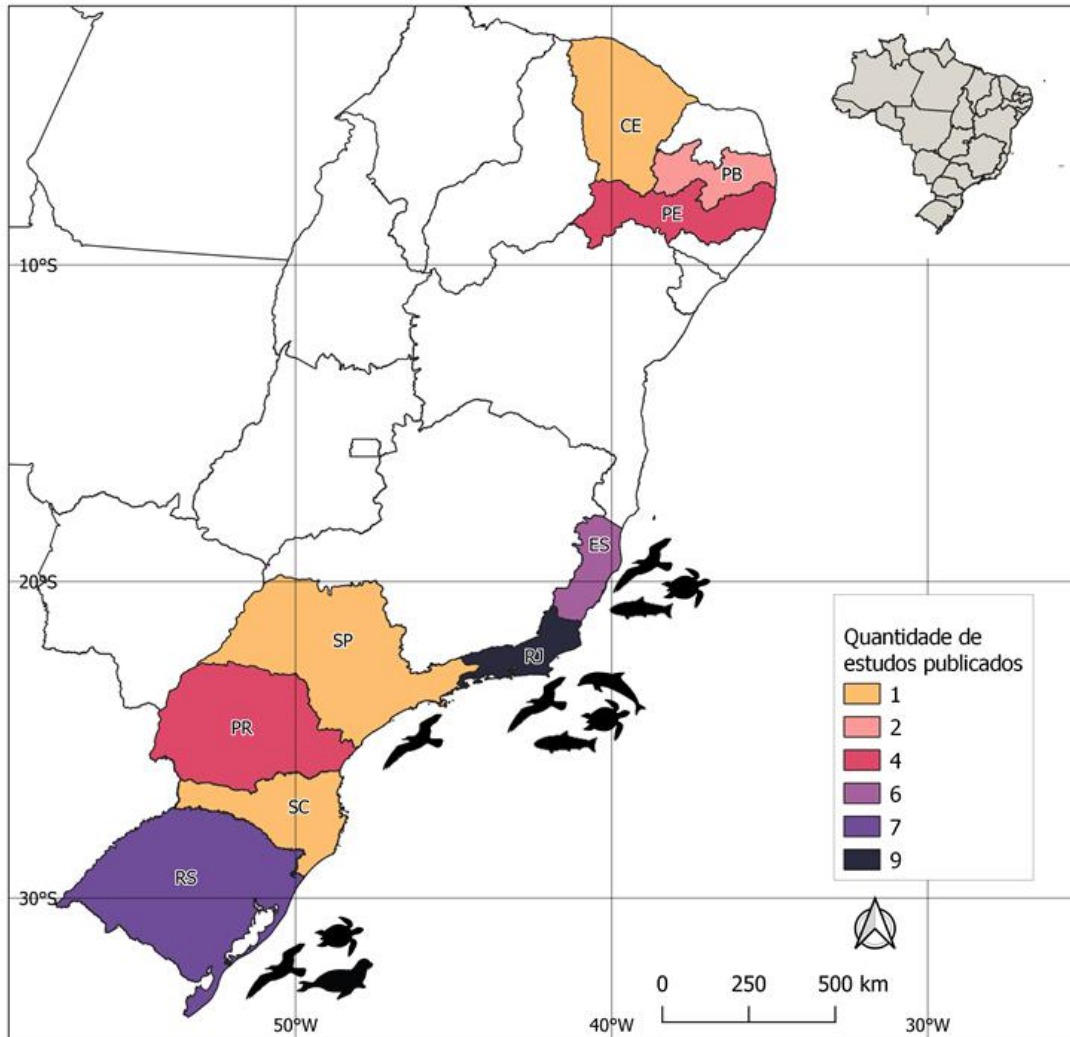 CE
PB
PE
10°S
ES
20°S
SP
RJ
PR
SC
RS
30°S
Quantidade de
estudos publicados
1
2
4
6
7
9
0 250 500 km
50°W 40°W 30°W